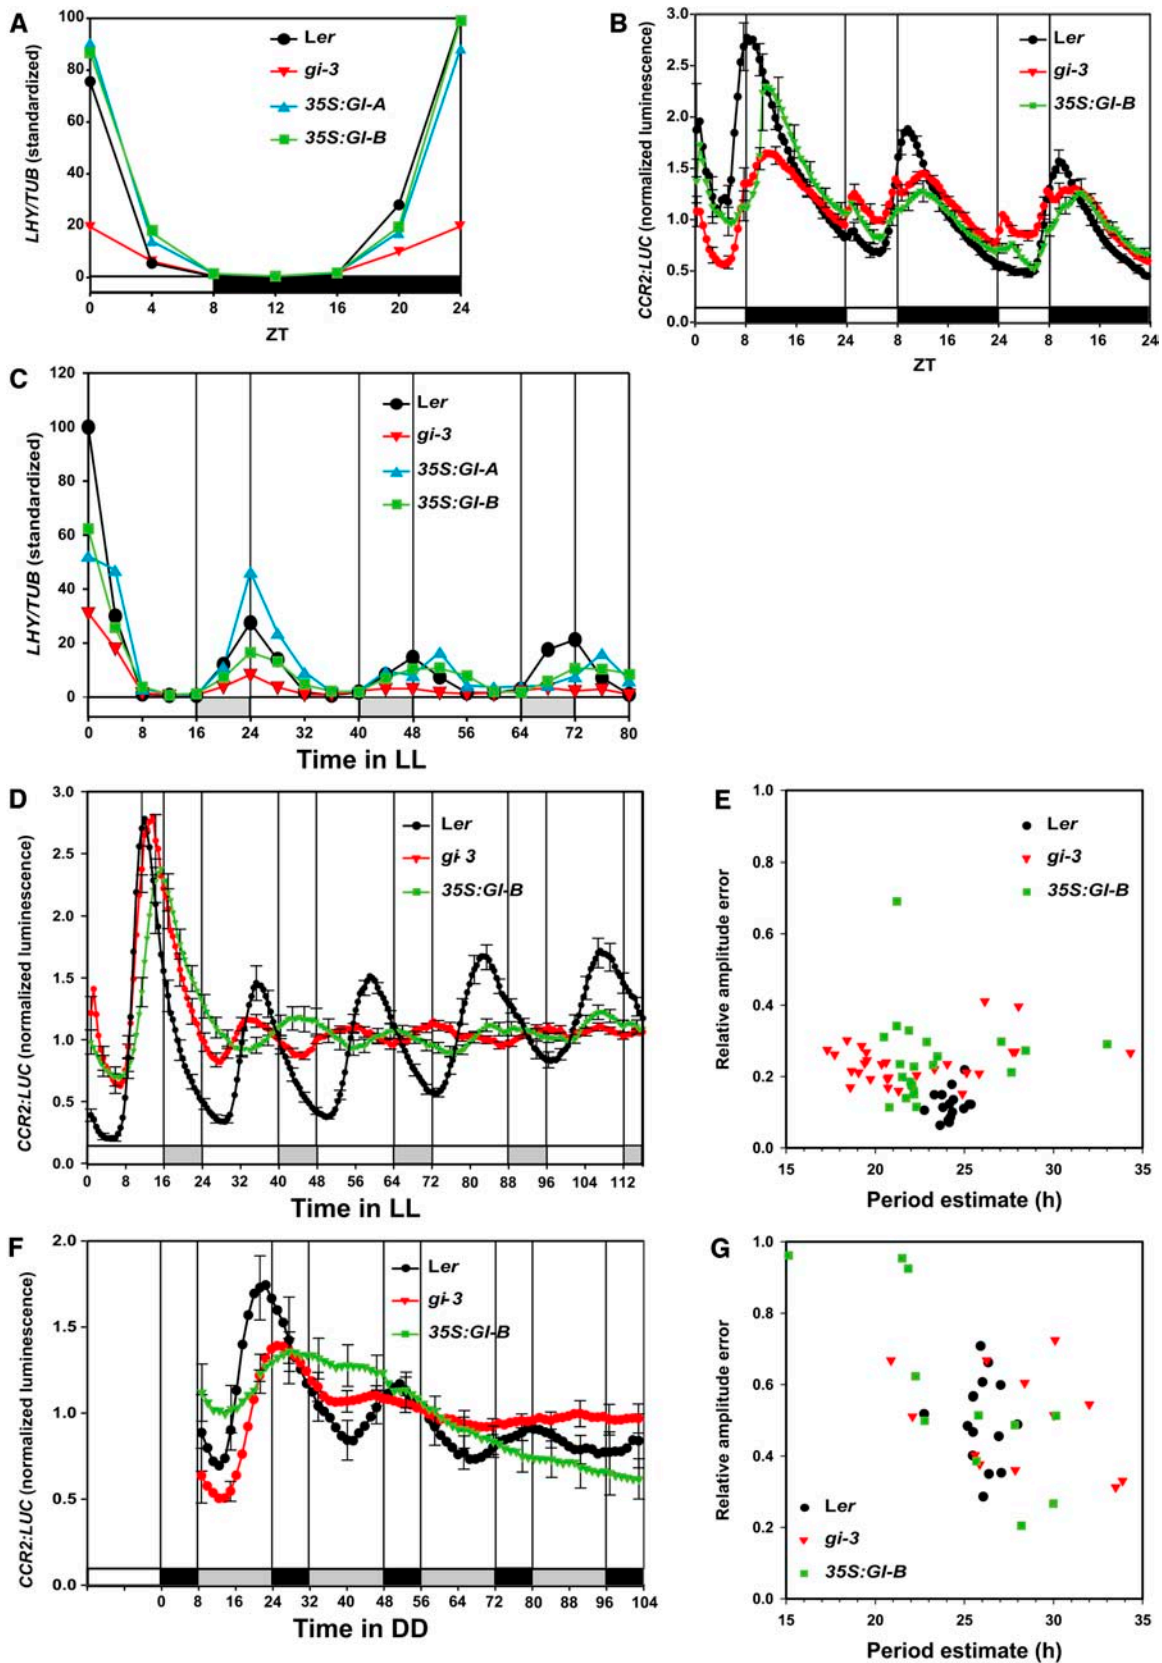 A
LHY/TUB (standardized)
100
80
60
40
20
0
Ler
gi-3
35S:GI-A
35S:GI-B
0 4 8 12 16 20 24
ZT
B
CCR2:LUC (normalized luminescence)
3.0
2.5
2.0
1.5
1.0
0.5
0.0
Ler
gi-3
35S:GI-B
0 8 16 24 8 16 24 8 16 24
ZT
C
LHY/TUB (standardized)
120
100
80
60
40
20
0
Ler
gi-3
35S:GI-A
35S:GI-B
0 8 16 24 32 40 48 56 64 72 80
Time in LL
D
CCR2:LUC (normalized luminescence)
3.0
2.5
2.0
1.5
1.0
0.5
0.0
Ler
gi-3
35S:GI-B
0 8 16 24 32 40 48 56 64 72 80 88 96 104 112
Time in LL
E
Relative amplitude error
1.0
0.8
0.6
0.4
0.2
0.0
Ler
gi-3
35S:GI-B
15 20 25 30 35
Period estimate (h)
F
CCR2:LUC (normalized luminescence)
2.0
1.5
1.0
0.5
0.0
Ler
gi-3
35S:GI-B
0 8 16 24 32 40 48 56 64 72 80 88 96 104
Time in DD
G
Relative amplitude error
1.0
0.8
0.6
0.4
0.2
0.0
Ler
gi-3
35S:GI-B
15 20 25 30 35
Period estimate (h)